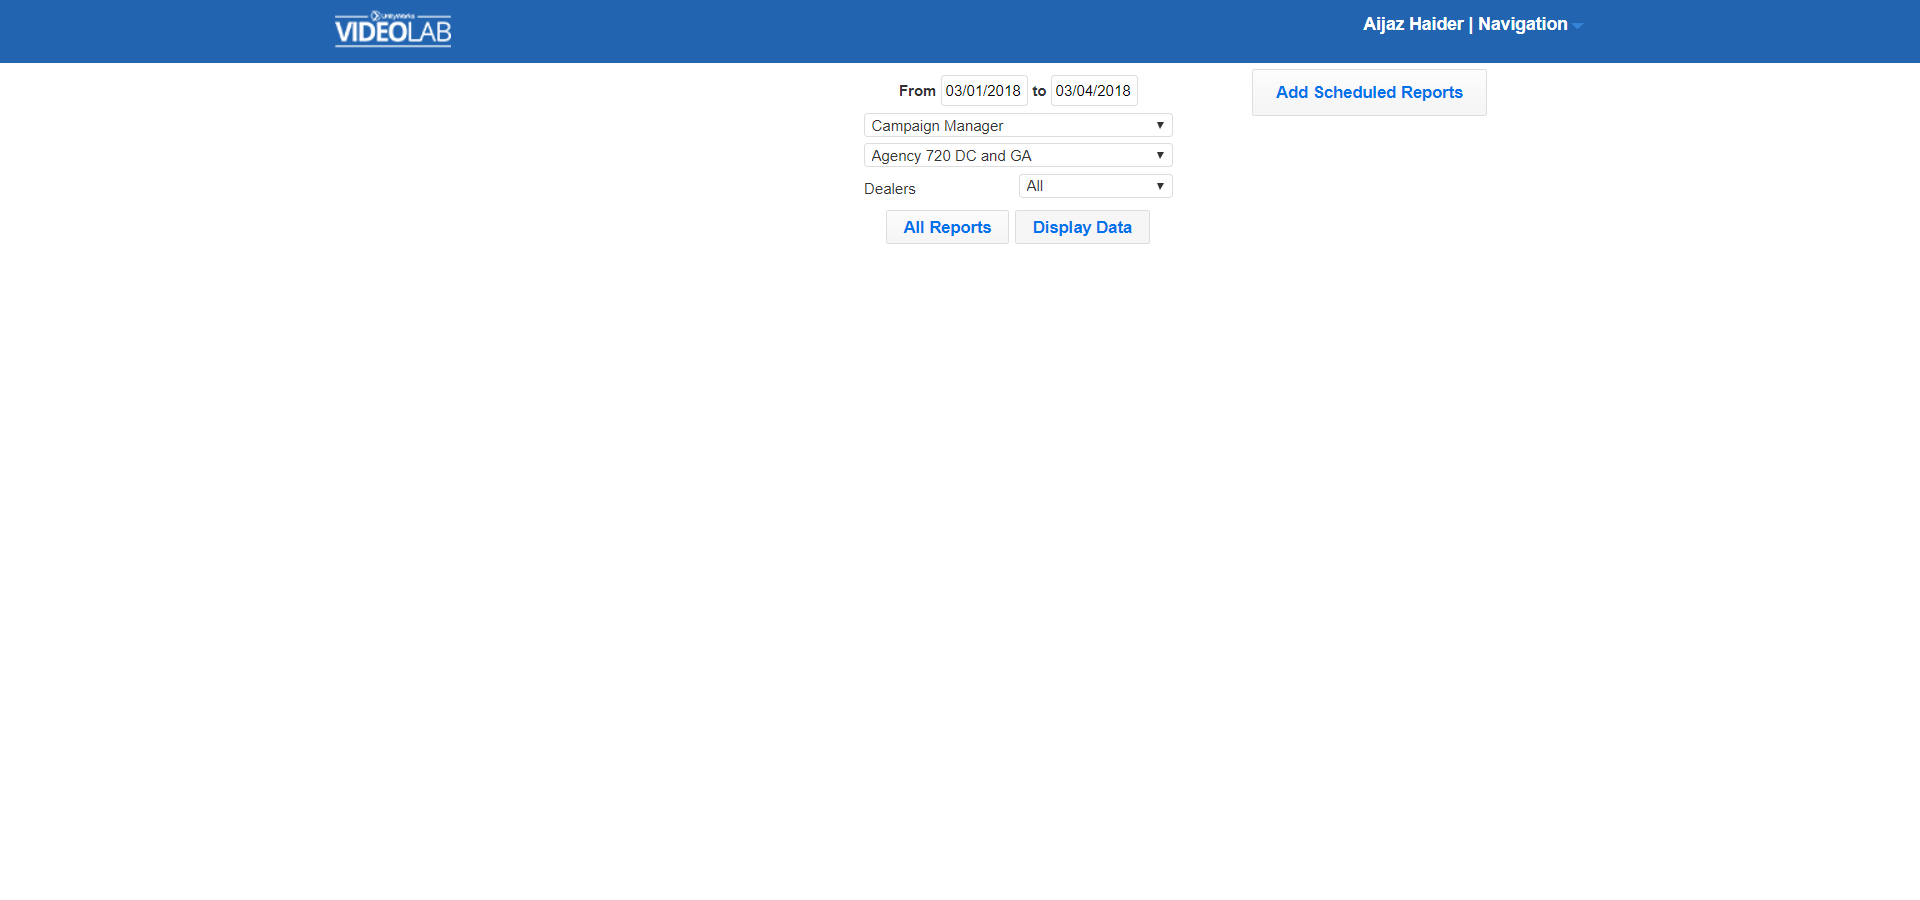 UnityWorks
VIDEOLAB
Aijaz Haider | Navigation
From 03/01/2018 to 03/04/2018
Add Scheduled Reports
Campaign Manager
Agency 720 DC and GA
Dealers All
All Reports Display Data